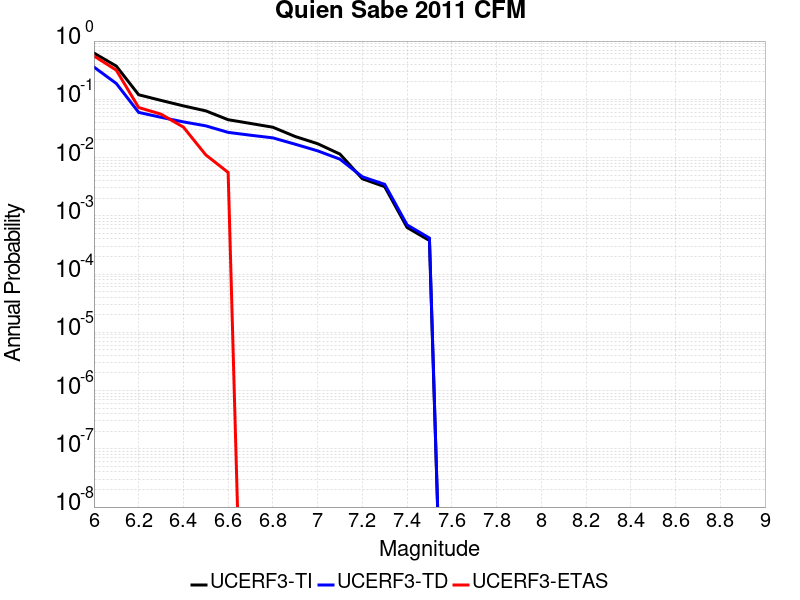 Quien Sabe 2011 CFM
10^0
10^-1
10^-2
10^-3
10^-4
10^-5
10^-6
10^-7
10^-8
Annual Probability
6 6.2 6.4 6.6 6.8 7 7.2 7.4 7.6 7.8 8 8.2 8.4 8.6 8.8 9
Magnitude
UCERF3-TI UCERF3-TD UCERF3-ETAS